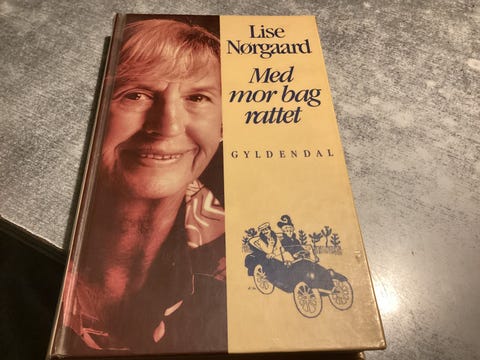 Lise
Nørgaard
Med
mor bag
rattet
GYLDENDAL